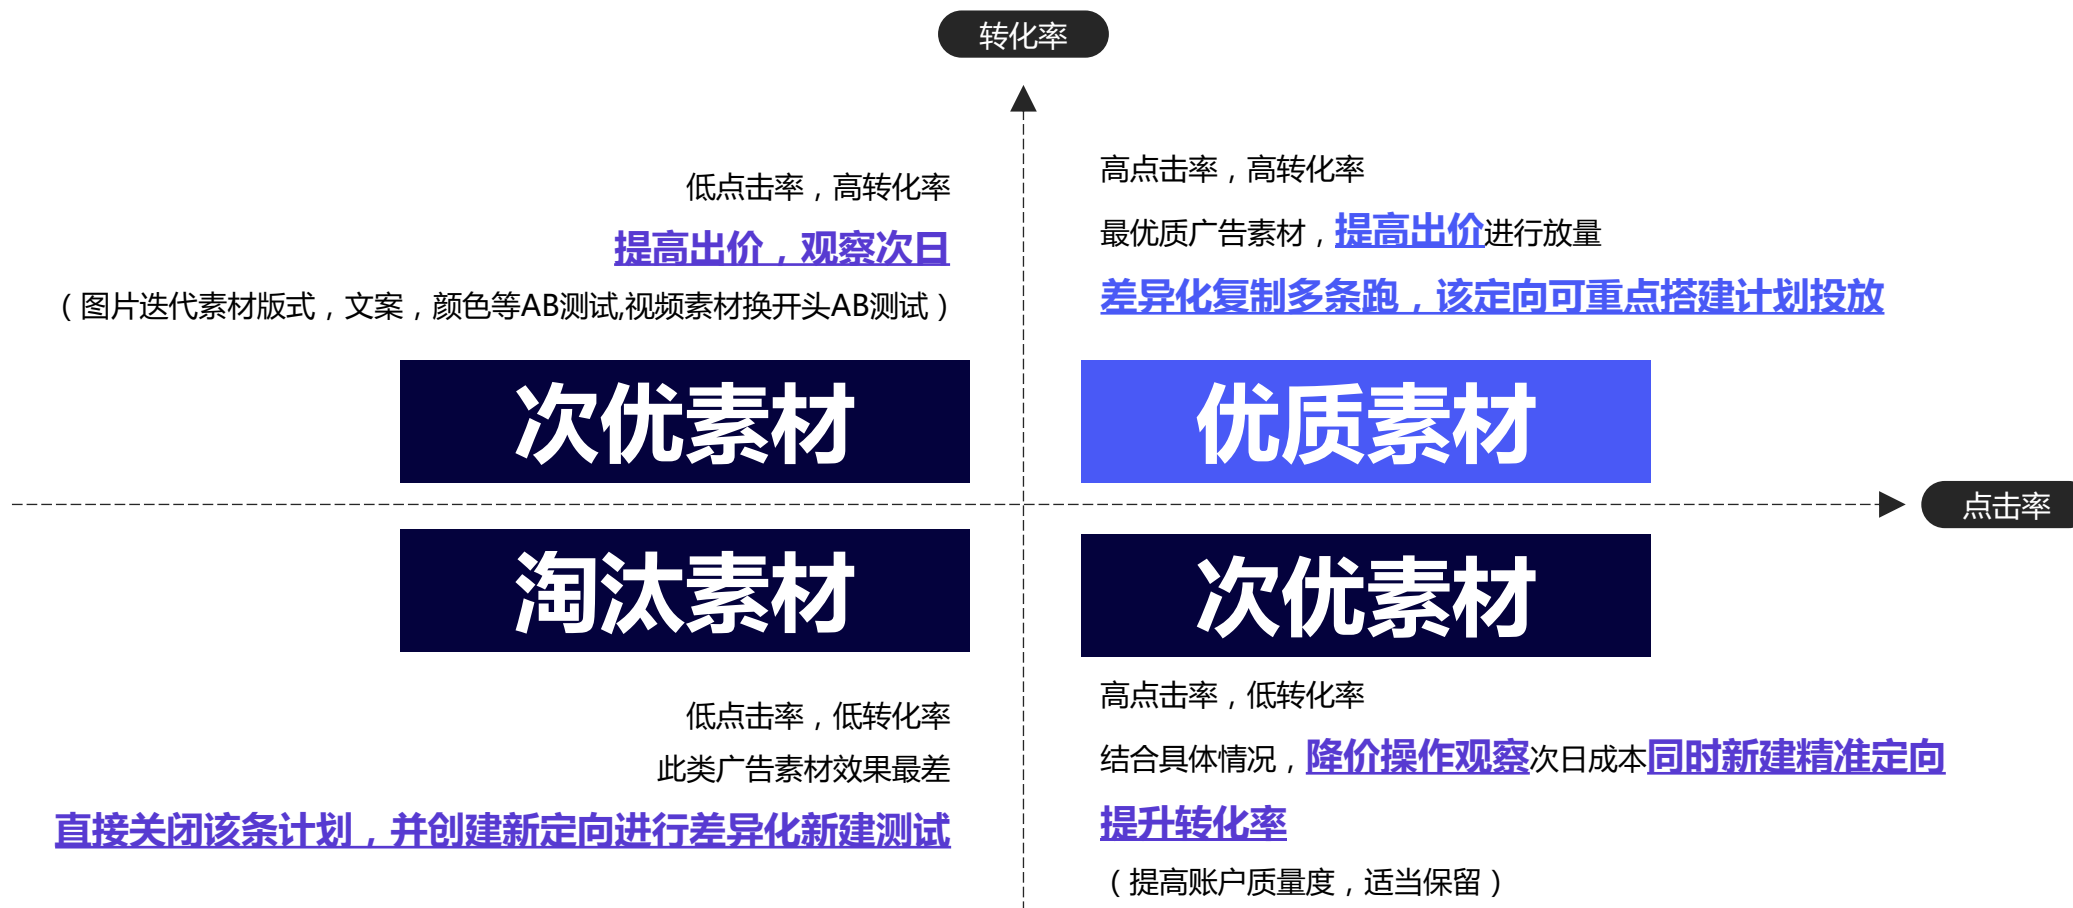 转化率
低点击率，高转化率
提高出价，观察次日
（图片迭代素材版式，文案，颜色等AB测试,视频素材换开头AB测试）
次优素材
高点击率，高转化率
最优质广告素材，提高出价进行放量
差异化复制多条跑，该定向可重点搭建计划投放
优质素材
点击率
淘汰素材
低点击率，低转化率
此类广告素材效果最差
直接关闭该条计划，并创建新定向进行差异化新建测试
次优素材
高点击率，低转化率
结合具体情况，降价操作观察次日成本同时新建精准定向
提升转化率
（提高账户质量度，适当保留）